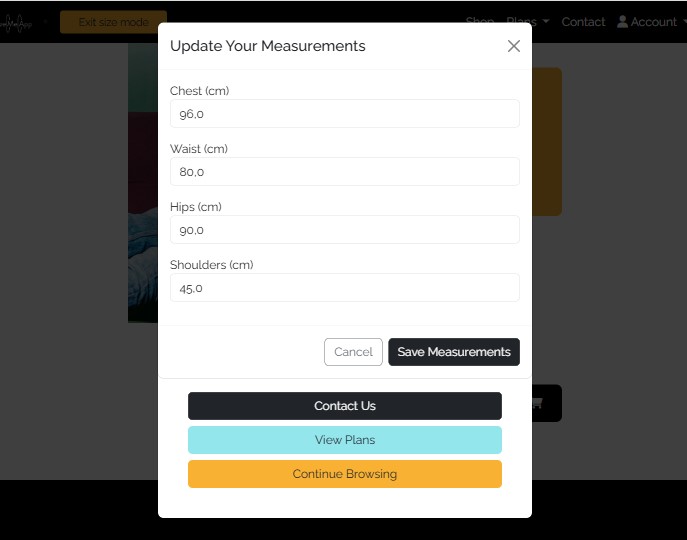 Exit size mode
Shop Plans Contact Account
Update Your Measurements
Chest (cm)
96,0
Waist (cm)
80,0
Hips (cm)
90,0
Shoulders (cm)
45,0
Cancel Save Measurements
Contact Us
View Plans
Continue Browsing